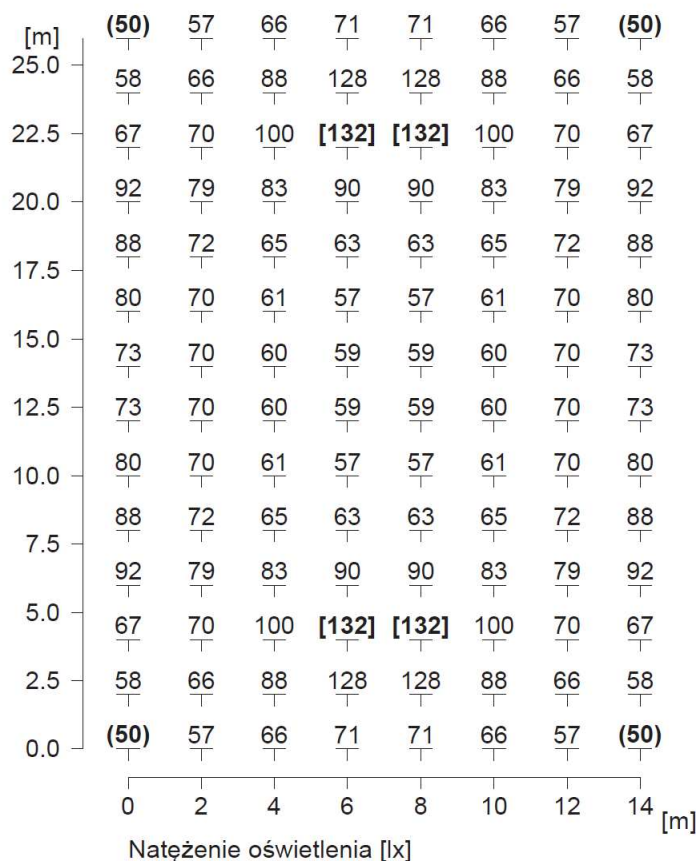 [m] (50) 57 66 71 71 66 57 (50)
25.0
58 66 88 128 128 88 66 58
22.5 67 70 100 [132] [132] 100 70 67
20.0 92 79 83 90 90 83 79 92
88 72 65 63 63 65 72 88
17.5
80 70 61 57 57 61 70 80
15.0
73 70 60 59 59 60 70 73
12.5 73 70 60 59 59 60 70 73
10.0 80 70 61 57 57 61 70 80
88 72 65 63 63 65 72 88
7.5
92 79 83 90 90 83 79 92
5.0 67 70 100 [132] [132] 100 70 67
2.5 58 66 88 128 128 88 66 58
0.0 (50) 57 66 71 71 66 57 (50)
0 2 4 6 8 10 12 14 [m]
Natężenie oświetlenia [lx]